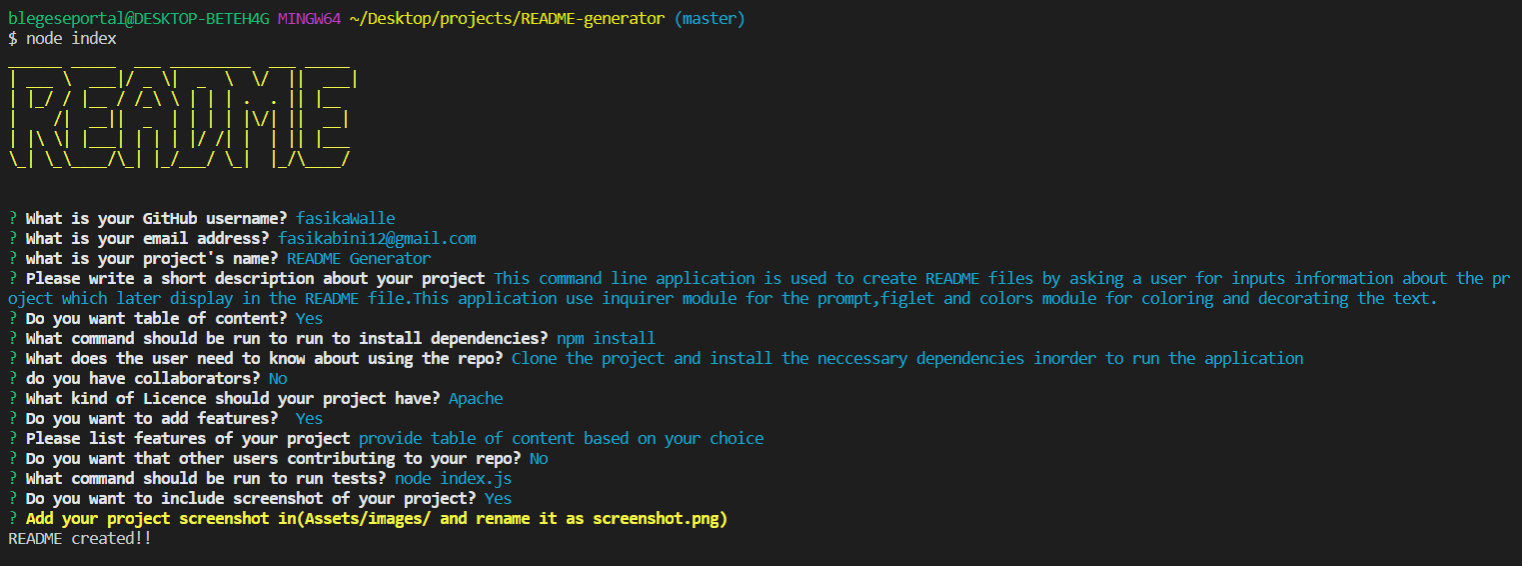 blegeseportal@DESKTOP-BETEH4G MINGW64 ~/Desktop/projects/README-generator (master)
$ node index
README
? What is your GitHub username? fasikaWalle
? What is your email address? fasikabini12@gmail.com
? what is your project's name? README Generator
? Please write a short description about your project This command line application is used to create README files by asking a user for inputs information about the pr
oject which later display in the README file.This application use inquirer module for the prompt,figlet and colors module for coloring and decorating the text.
? Do you want table of content? Yes
? What command should be run to run to install dependencies? npm install
? What does the user need to know about using the repo? Clone the project and install the neccessary dependencies inorder to run the application
? do you have collaborators? No
? What kind of Licence should your project have? Apache
? Do you want to add features?  Yes
? Please list features of your project provide table of content based on your choice
? Do you want that other users contributing to your repo? No
? What command should be run to run tests? node index.js
? Do you want to include screenshot of your project? Yes
? Add your project screenshot in(Assets/images/ and rename it as screenshot.png)
README created!!